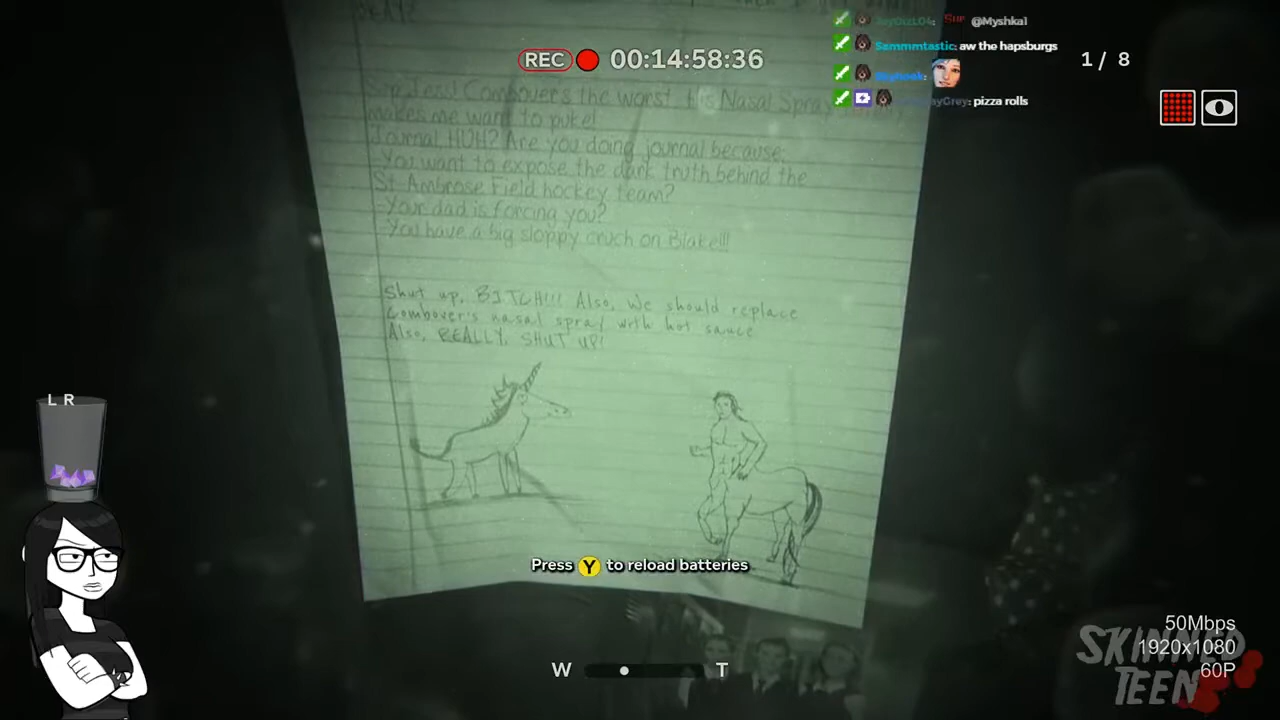 @Myshka1
Sammmtastic: aw the hapsburgs
REC 00:14:58:36
1 / 8
Grey: pizza rolls
Combovers the worst. His Nasal Spray
makes me want to puke!
Journal HUH? Are you doing journal because:
-You want to expose the dark truth behind the
St. Ambrose Field hockey team?
-Your dad is forcing you?
-You have a big sloppy cruch on Blake!!!
Shut up, BITCH!!! Also, we should replace
Combover's nasal spray with hot sauce
Also, REALLY, SHUT UP!
L R
Press Y to reload batteries
W T
50Mbps
1920x1080
60P
SKINNED
TEEN